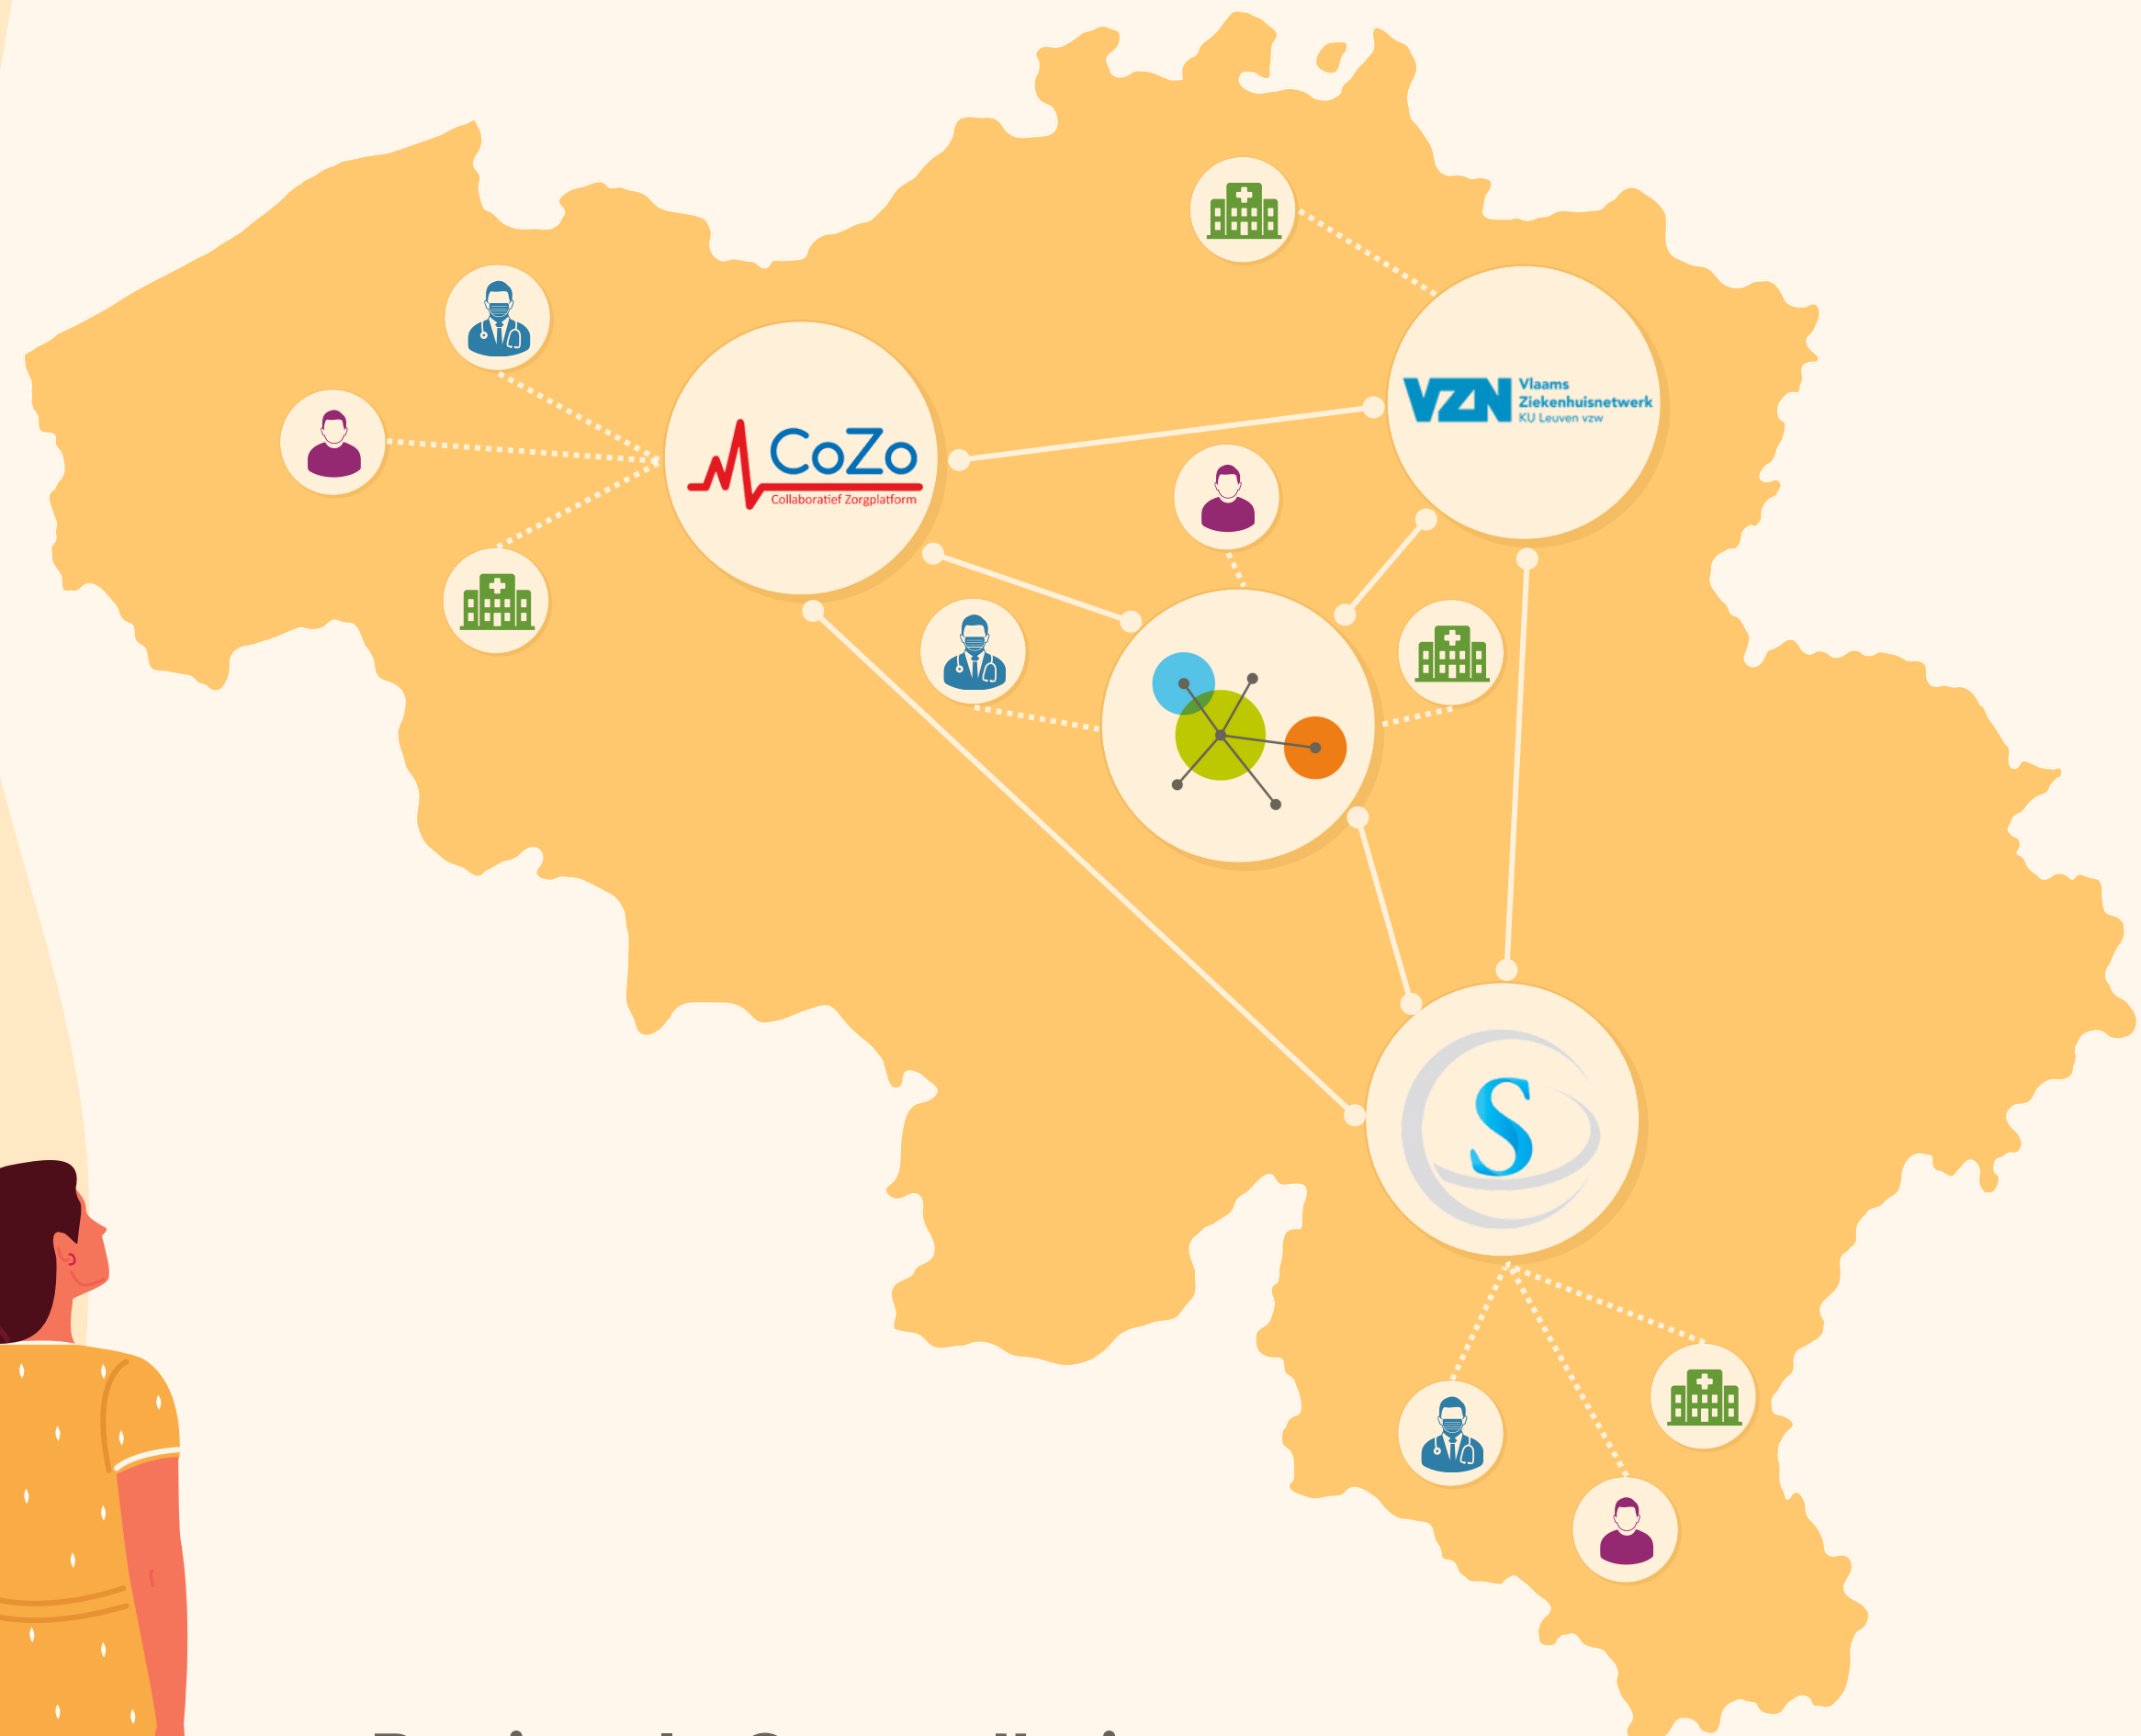 CoZo
Collaboratief Zorgplatform
VZN
Vlaams
Ziekenhuisnetwerk
KU Leuven vzw
S